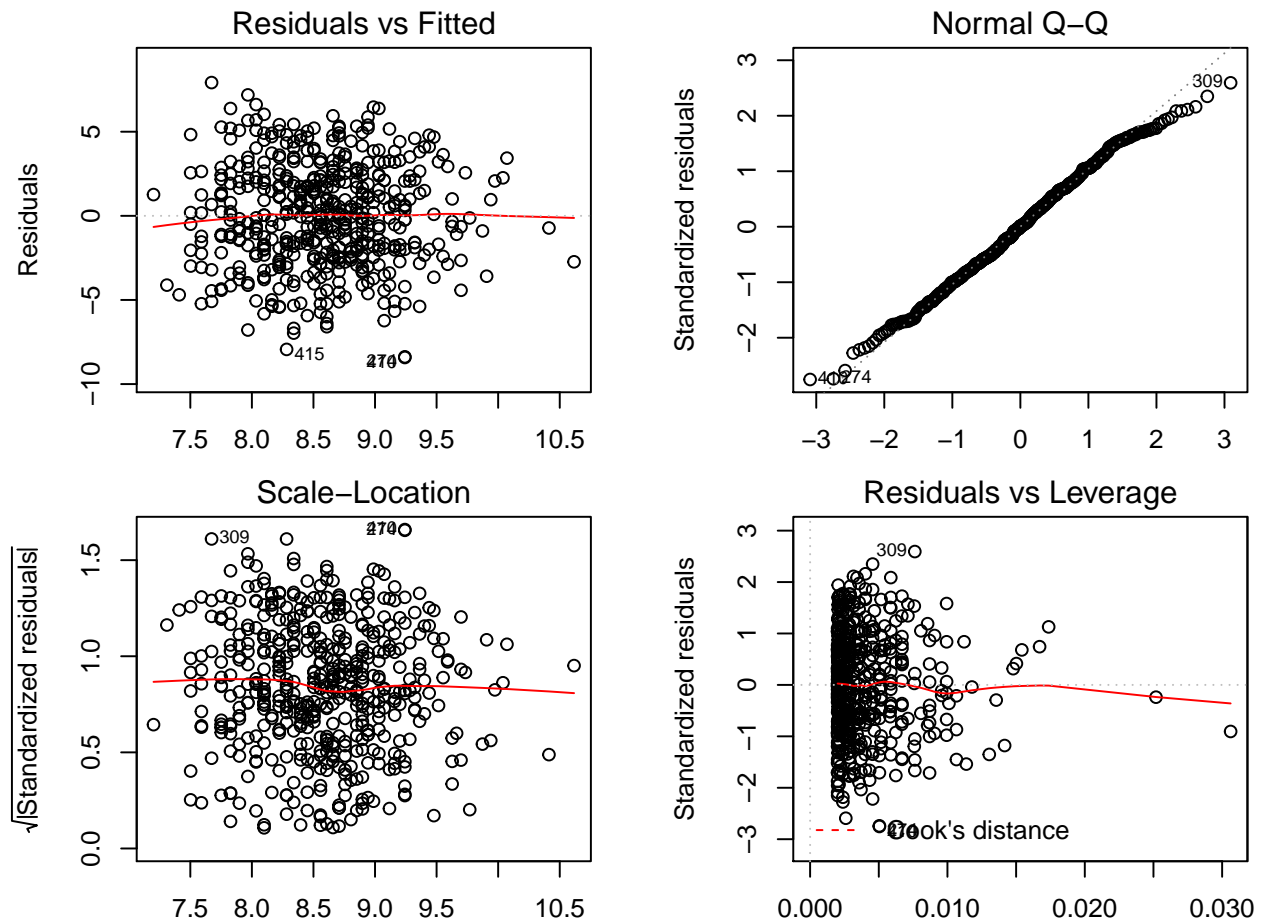 Residuals vs Fitted
Residuals
5
0
−5
−10
415
274
7.5 8.0 8.5 9.0 9.5 10.5
Normal Q−Q
Standardized residuals
3
2
1
0
−1
−2
309
274
−3 −2 −1 0 1 2 3
Scale−Location
√|Standardized residuals|
1.5
1.0
0.5
0.0
309
274
7.5 8.0 8.5 9.0 9.5 10.5
Residuals vs Leverage
Standardized residuals
3
2
1
0
−1
−2
−3
309
Cook's distance
0.000 0.010 0.020 0.030